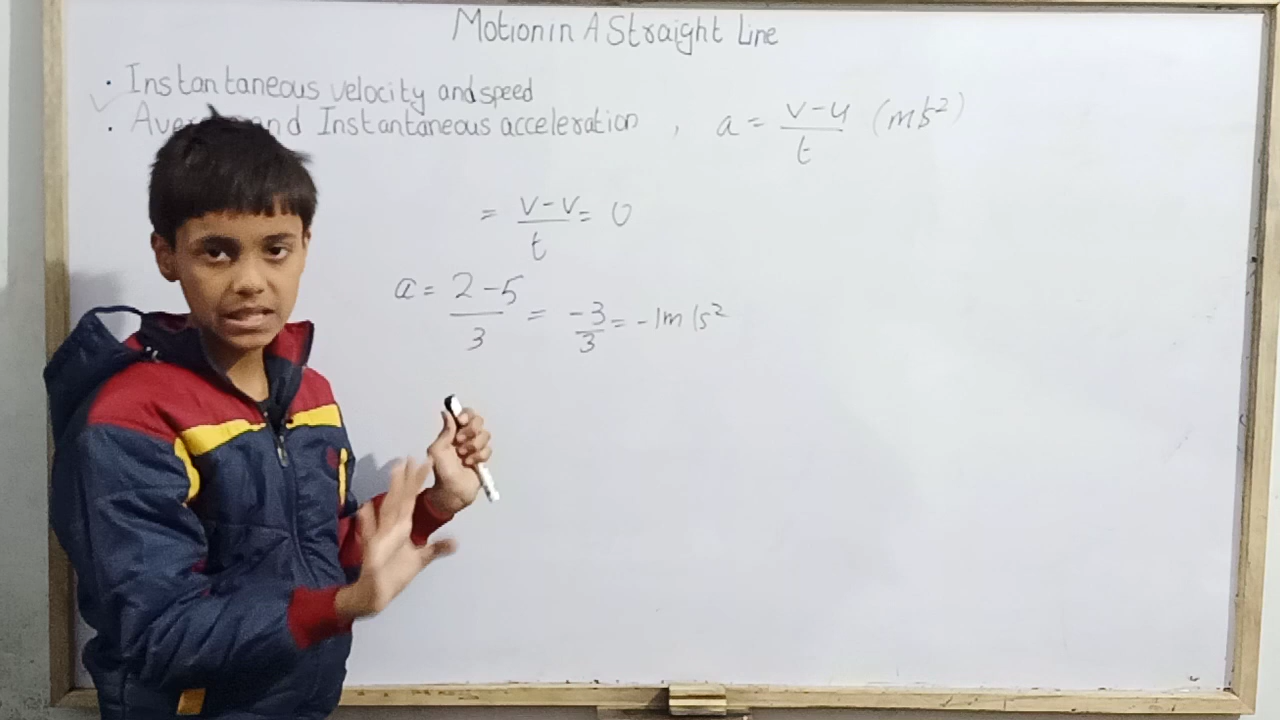 Motion in A Straight Line
• Instantaneous velocity and speed
• and Instantaneous acceleration , a = (v-u)/t (ms⁻²)
= (v-v)/t = 0
a = (2-5)/3 = -3/3 = -1m/s²